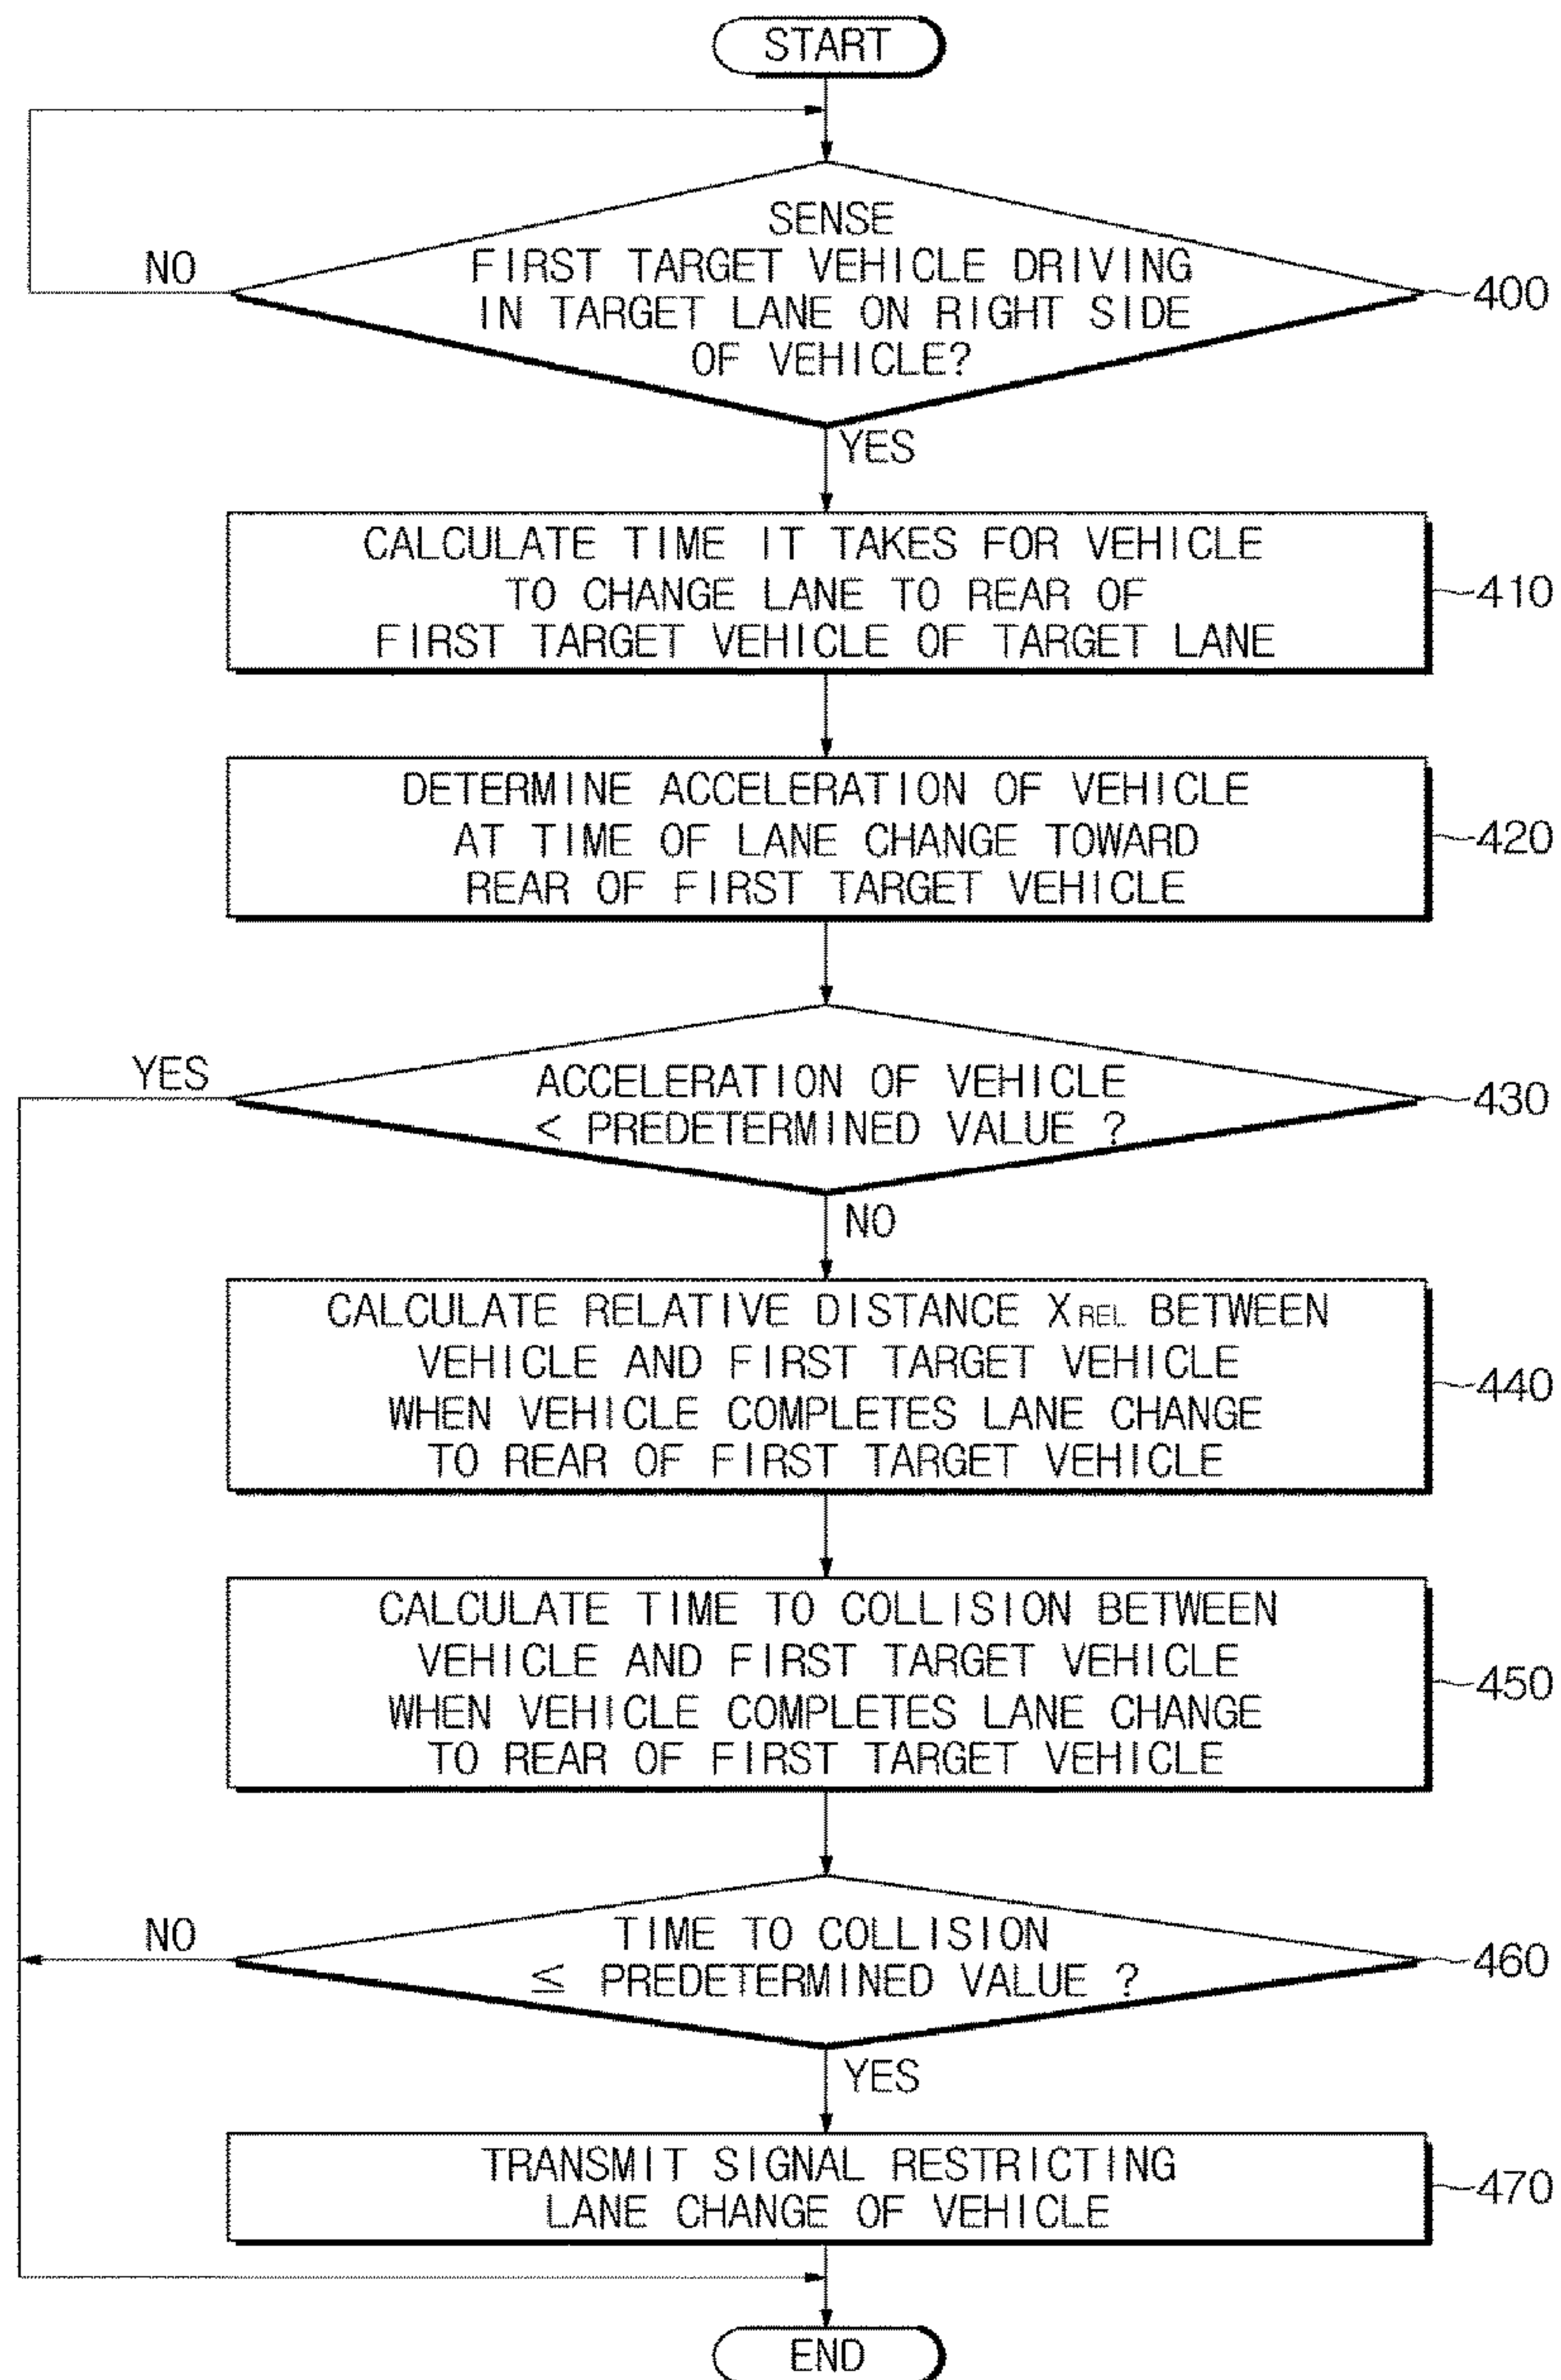 START
SENSE
FIRST TARGET VEHICLE DRIVING
IN TARGET LANE ON RIGHT SIDE
OF VEHICLE?
NO
400
YES
CALCULATE TIME IT TAKES FOR VEHICLE
TO CHANGE LANE TO REAR OF
FIRST TARGET VEHICLE OF TARGET LANE
410
DETERMINE ACCELERATION OF VEHICLE
AT TIME OF LANE CHANGE TOWARD
REAR OF FIRST TARGET VEHICLE
420
YES
ACCELERATION OF VEHICLE
< PREDETERMINED VALUE ?
430
NO
CALCULATE RELATIVE DISTANCE XREL BETWEEN
VEHICLE AND FIRST TARGET VEHICLE
WHEN VEHICLE COMPLETES LANE CHANGE
TO REAR OF FIRST TARGET VEHICLE
440
CALCULATE TIME TO COLLISION BETWEEN
VEHICLE AND FIRST TARGET VEHICLE
WHEN VEHICLE COMPLETES LANE CHANGE
TO REAR OF FIRST TARGET VEHICLE
450
NO
TIME TO COLLISION
≤ PREDETERMINED VALUE ?
460
YES
TRANSMIT SIGNAL RESTRICTING
LANE CHANGE OF VEHICLE
470
END